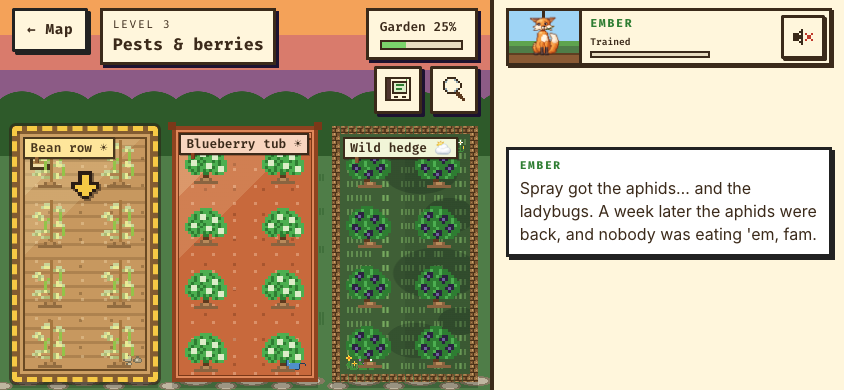 ← Map
LEVEL 3
Pests & berries
Garden 25%
Bean row ☀
Blueberry tub ☀
Wild hedge ⛅
EMBER
Trained
EMBER
Spray got the aphids... and the
ladybugs. A week later the aphids were
back, and nobody was eating 'em, fam.